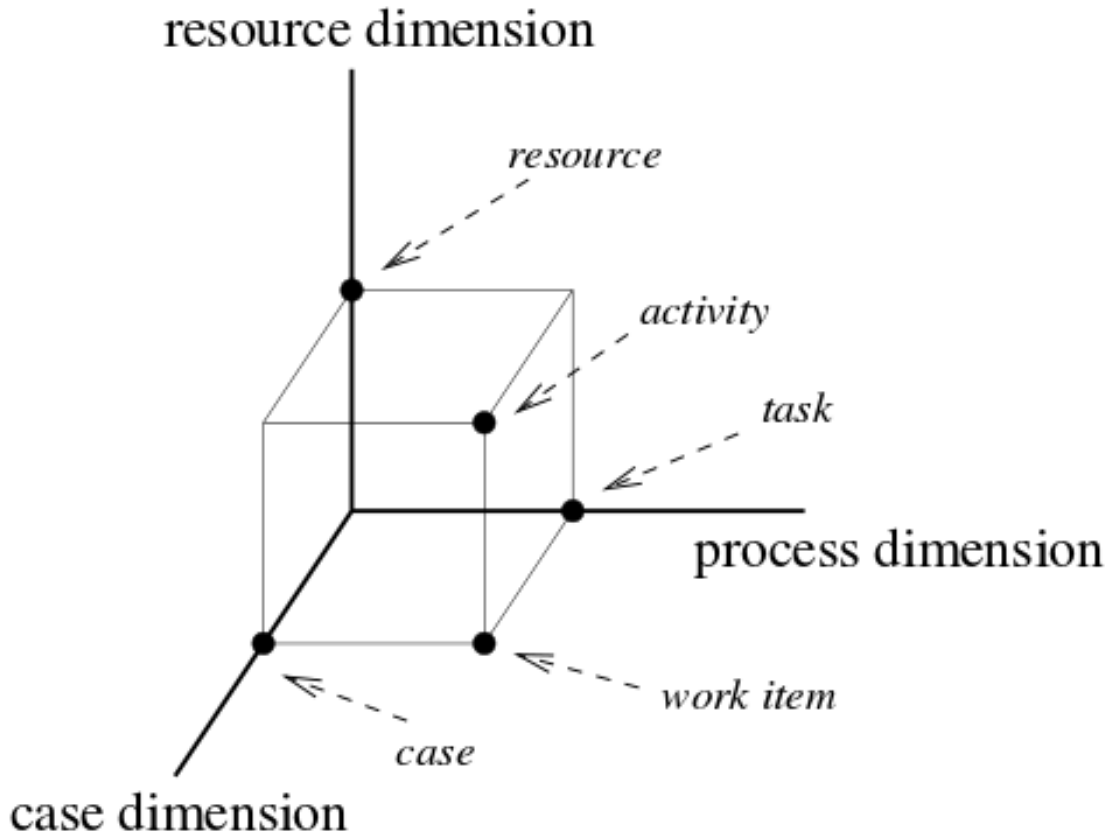 resource dimension
resource
activity
task
process dimension
work item
case
case dimension